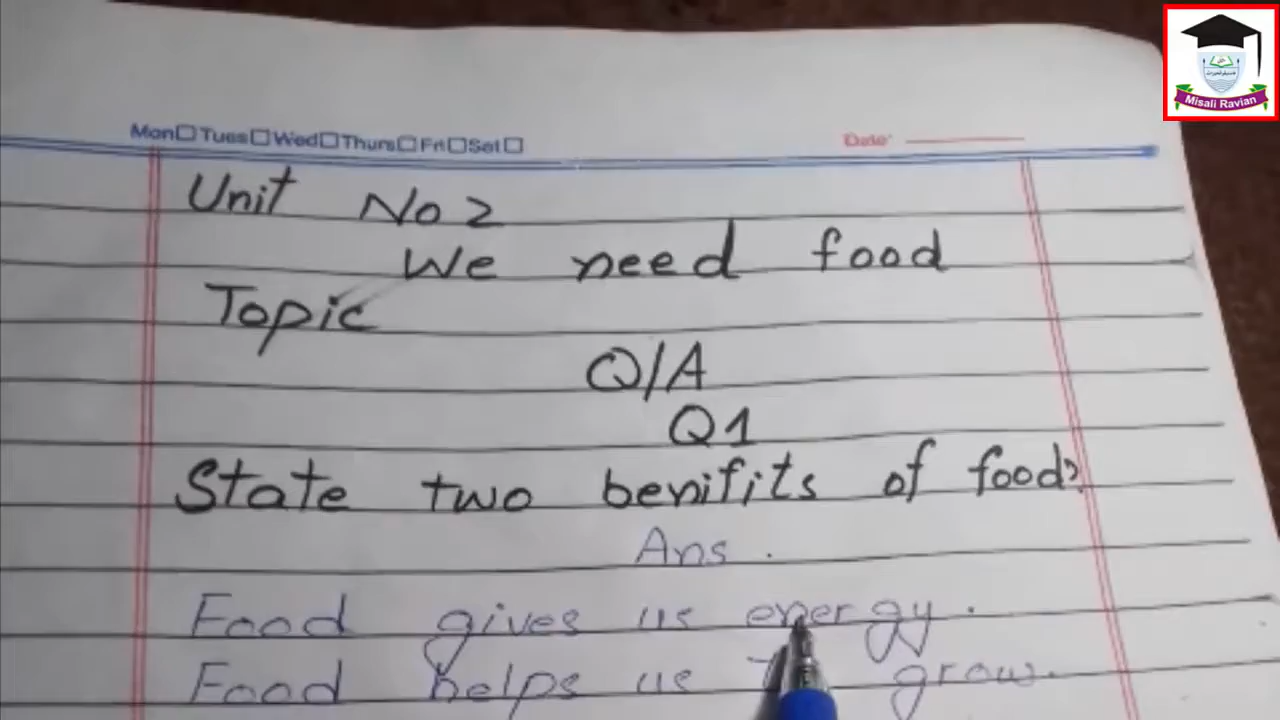 Misali Ravian
Mon Tues Wed Thurs Fri Sat Date:
Unit No 2
We need food
Topic
Q/A
Q1
State two benifits of food?
Ans.
Food gives us energy.
Food helps us grow.